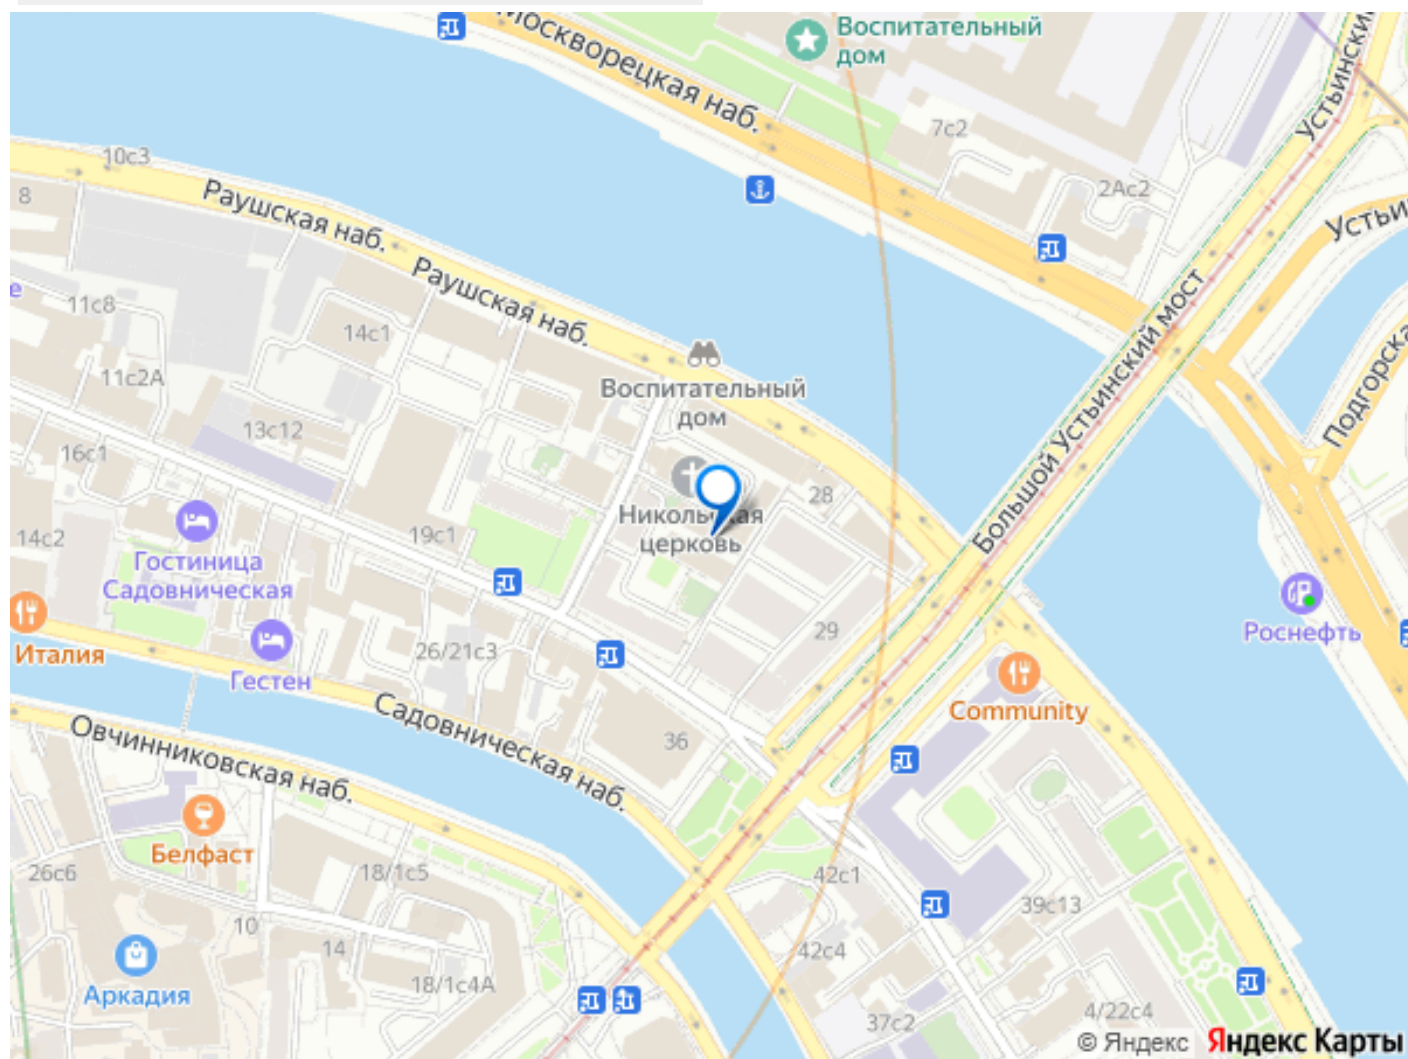 Москворецкая наб.
Воспитательный
дом
Устьинский
7с2
2Ас2
10с3
8
Раушская наб.
Раушская наб.
11с8
14с1
11с2А
13с12
16с1
Воспитательный
дом
Большой Устьинский мост
Подгорска
Устьи
е
28
Никольская
церковь
14с2
19с1
Гостиница
Садовническая
Италия
Гестен
26/21с3
29
Роснефть
Community
Садовническая наб.
Овчинниковская наб.
36
Белфаст
26с6
18/1с5
10
14
18/1с4А
Аркадия
42с1
39с13
42с4
37с2
4/22с4
© Яндекс Яндекс Карты